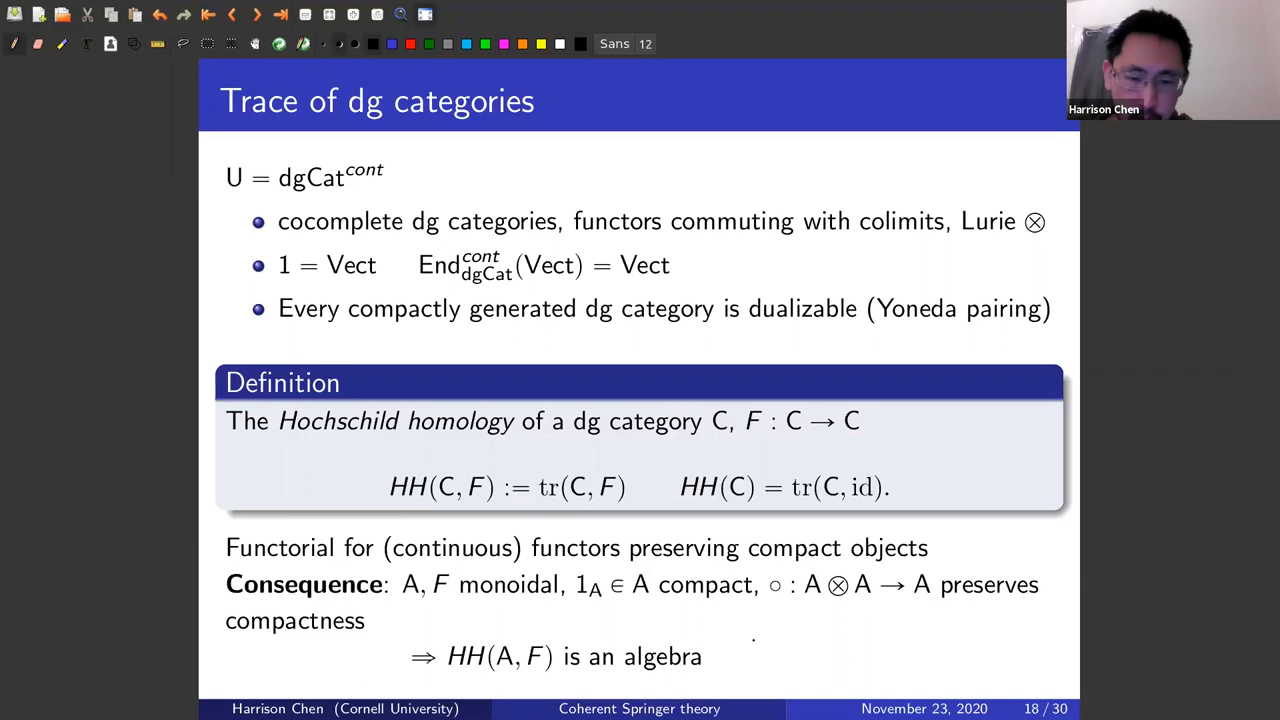 Sans 12
Harrison Chen
Trace of dg categories
U = dgCat^cont
cocomplete dg categories, functors commuting with colimits, Lurie ⊗
1 = Vect End^cont_dgCat(Vect) = Vect
Every compactly generated dg category is dualizable (Yoneda pairing)
Definition
The Hochschild homology of a dg category C, F : C → C
HH(C, F) := tr(C, F) HH(C) = tr(C, id).
Functorial for (continuous) functors preserving compact objects
Consequence: A, F monoidal, 1_A ∈ A compact, ∘ : A ⊗ A → A preserves
compactness
⇒ HH(A, F) is an algebra
Harrison Chen (Cornell University) Coherent Springer theory November 23, 2020 18 / 30